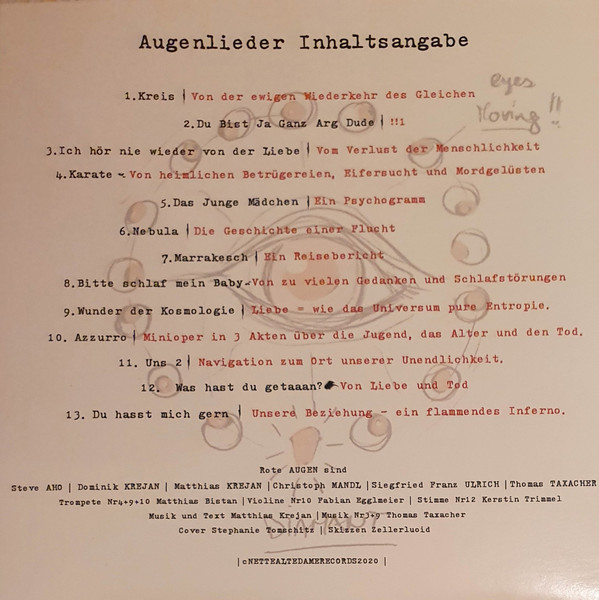 Augenlieder Inhaltsangabe
eyes
Moving !!
1.Kreis | Von der ewigen Wiederkehr des Gleichen
2.Du Bist Ja Ganz Arg Dude | !!1
3.Ich hör nie wieder von der Liebe | Vom Verlust der Menschlichkeit
4.Karate - Von heimlichen Betrügereien, Eifersucht und Mordgelüsten
5.Das Junge Mädchen | Ein Psychogramm
6.Nebula | Die Geschichte einer Flucht
7.Marrakesch | Ein Reisebericht
8.Bitte schlaf mein Baby-Von zu vielen Gedanken und Schlafstörungen
9.Wunder der Kosmologie | Liebe = wie das Universum pure Entropie.
10. Azzurro | Minioper in 3 Akten über die Jugend, das Alter und den Tod.
11. Uns 2 | Navigation zum Ort unserer Unendlichkeit.
12. Was hast du getaaan? Von Liebe und Tod
13. Du hasst mich gern | Unsere Beziehung - ein flammendes Inferno.
Rote AUGEN sind
Steve AHO | Dominik KREJAN | Matthias KREJAN |Christoph MANDL |Siegfried Franz ULRICH |Thomas TAXACHER
Trompete Nr4+9+10 Matthias Bistan |Violine Nr10 Fabian Egglmeier | Stimme Nr12 Kerstin Trimmel
Musik und Text Matthias Krejan |Musik Nr3+9 Thomas Taxacher
DIAMANT
Cover Stephanie Tomschitz | Skizzen Zellerluoid
|cNETTEALTEDAMERECORDS2020 |